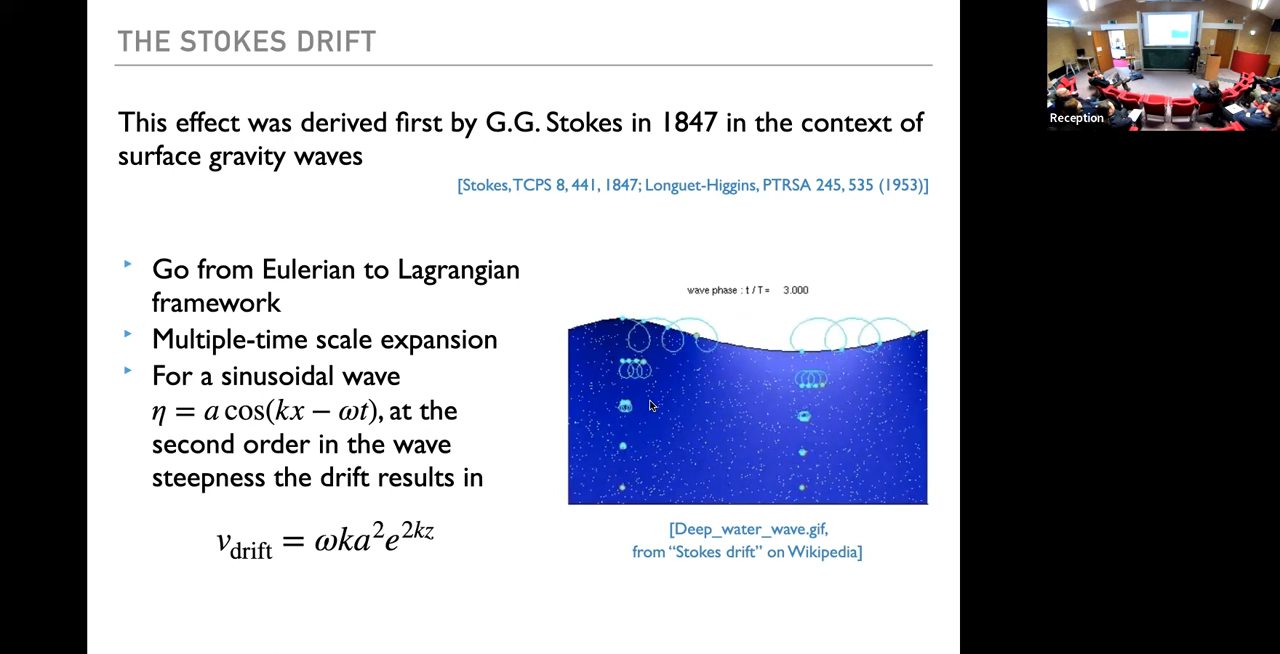 THE STOKES DRIFT
This effect was derived first by G.G. Stokes in 1847 in the context of
surface gravity waves
[Stokes, TCPS 8, 441, 1847; Longuet-Higgins, PTRSA 245, 535 (1953)]
‣ Go from Eulerian to Lagrangian
framework
‣ Multiple-time scale expansion
‣ For a sinusoidal wave
η = a cos(kx − ωt), at the
second order in the wave
steepness the drift results in
v_drift = ωka²e^{2kz}
wave phase : t / T = 3.000
[Deep_water_wave.gif,
from “Stokes drift” on Wikipedia]
Reception